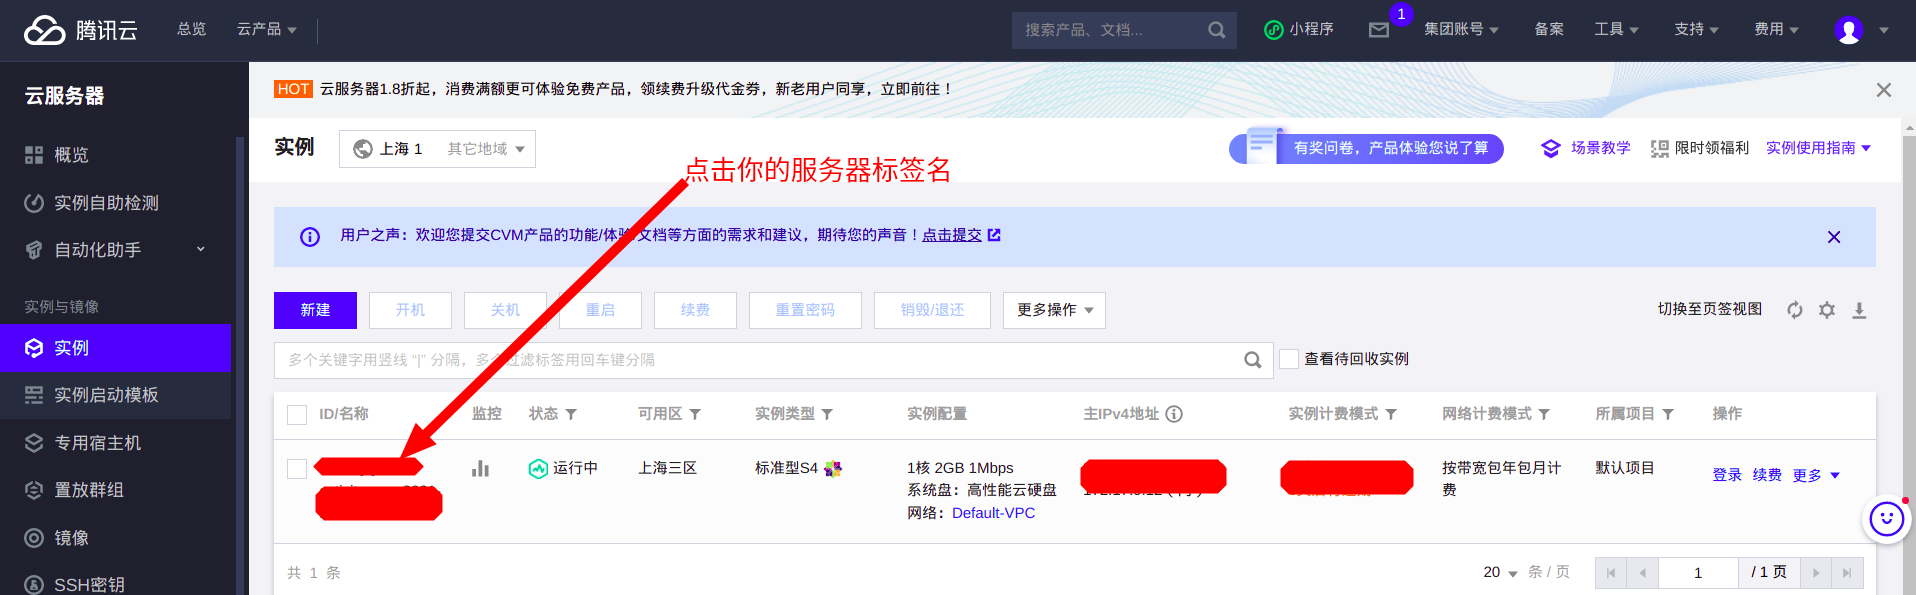 腾讯云 总览 云产品 搜索产品、文档... 小程序 1 集团账号 备案 工具 支持 费用
云服务器
HOT 云服务器1.8折起，消费满额更可体验免费产品，领续费升级代金券，新老用户同享，立即前往！
实例 上海 1 其它地域 有奖问卷，产品体验您说了算 场景教学 限时领福利 实例使用指南
概览
点击你的服务器标签名
实例自助检测
自动化助手
用户之声：欢迎您提交CVM产品的功能/体验/文档等方面的需求和建议，期待您的声音！点击提交
实例与镜像
新建 开机 关机 重启 续费 重置密码 销毁/退还 更多操作 切换至页签视图
实例
多个关键字用竖线 “|” 分隔，多个过滤标签用回车键分隔 查看待回收实例
实例启动模板
ID/名称 监控 状态 可用区 实例类型 实例配置 主IPv4地址 实例计费模式 网络计费模式 所属项目 操作
专用宿主机
运行中 上海三区 标准型S4 1核 2GB 1Mbps 按带宽包年包月计 默认项目
登录 续费 更多
系统盘：高性能云硬盘 费
置放群组
网络：Default-VPC
镜像
共 1 条 20 条 / 页 1 / 1 页
SSH密钥